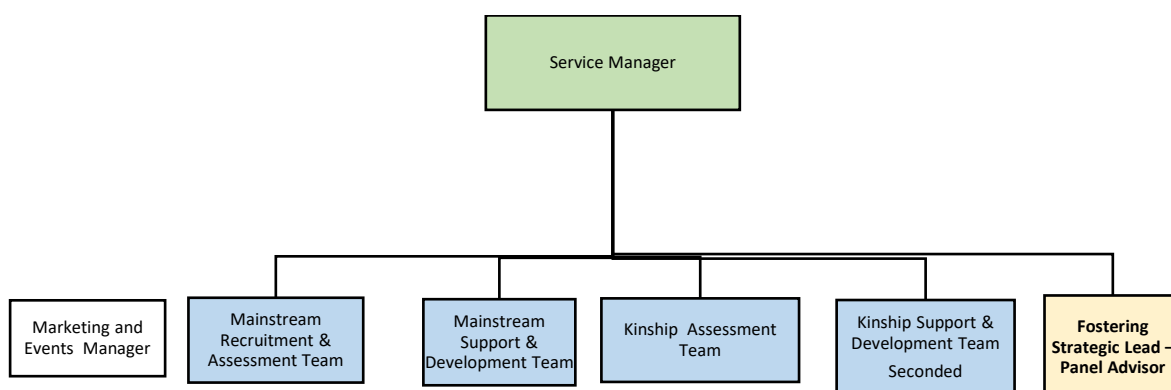 Service Manager
Marketing and
Events Manager
Mainstream
Recruitment &
Assessment Team
Mainstream
Support &
Development Team
Kinship Assessment
Team
Kinship Support &
Development Team
Seconded
Fostering
Strategic Lead –
Panel Advisor